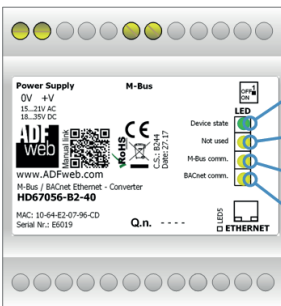 Power Supply
M-Bus
0V +V
15...21V AC
18...35V DC
OFF
ON
1
LED
Device state
Not used
M-Bus comm.
BACnet comm.
ADF
web
Manual link
RoHS
CE
C.S.: B244
Date: 27.17
www.ADFweb.com
M-Bus / BACnet Ethernet - Converter
HD67056-B2-40
MAC: 10-64-E2-07-96-CD
Serial Nr.: E6019
Q.n. - - - -
LED5
ETHERNET